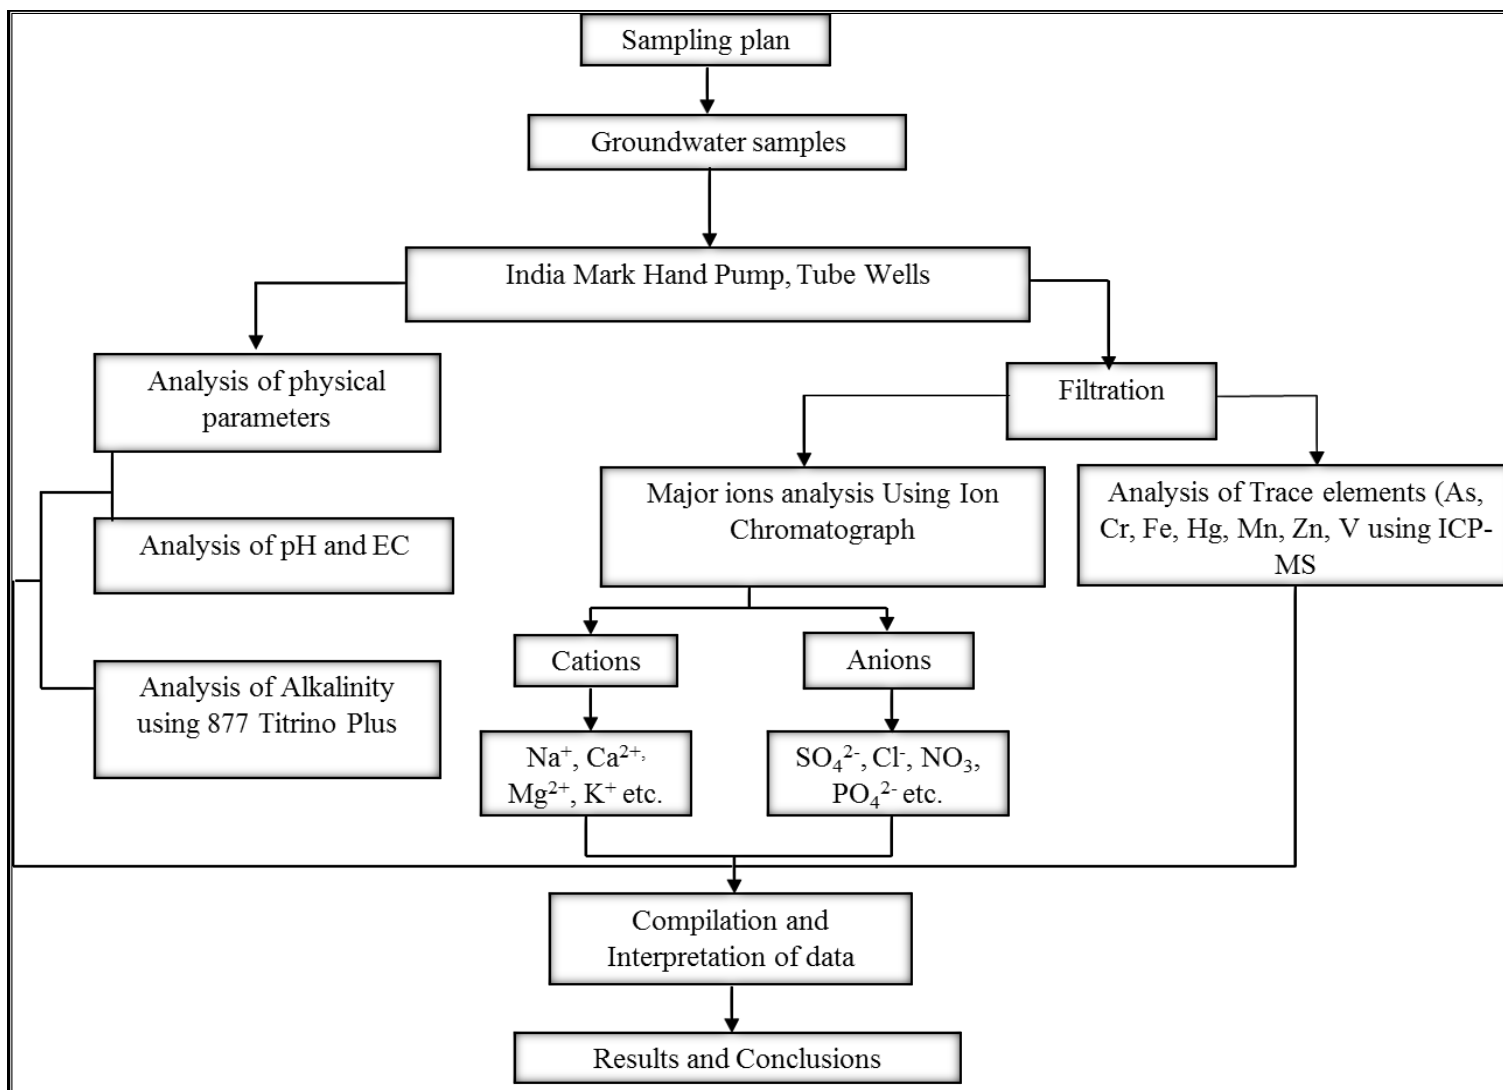 Sampling plan
Groundwater samples
India Mark Hand Pump, Tube Wells
Analysis of physical
parameters
Filtration
Major ions analysis Using Ion
Chromatograph
Analysis of Trace elements (As,
Cr, Fe, Hg, Mn, Zn, V using ICP-
MS
Analysis of pH and EC
Cations
Anions
Analysis of Alkalinity
using 877 Titrino Plus
Na⁺, Ca²⁺,
Mg²⁺, K⁺ etc.
SO₄²⁻, Cl⁻, NO₃,
PO₄²⁻ etc.
Compilation and
Interpretation of data
Results and Conclusions